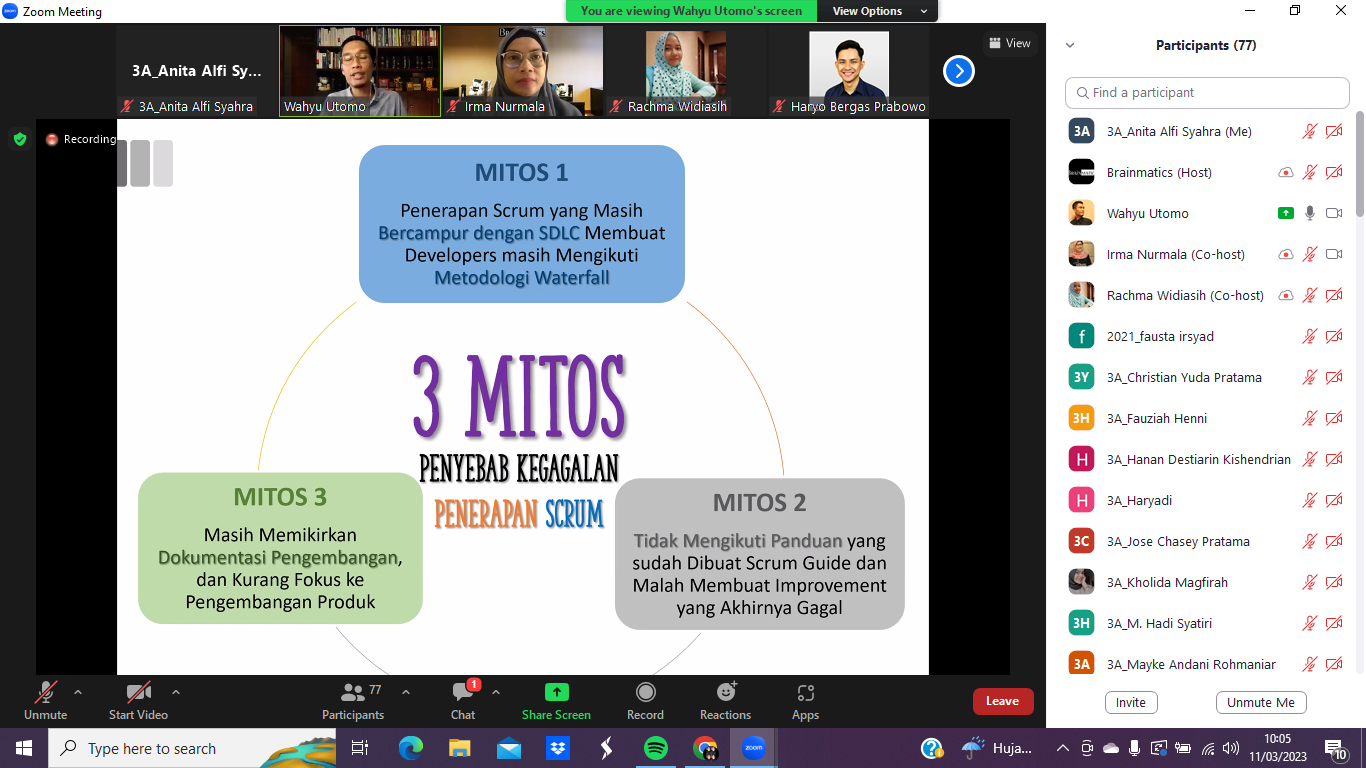 Zoom Meeting
You are viewing Wahyu Utomo's screen
View Options
3A_Anita Alfi Sy...
3A_Anita Alfi Syahra
Wahyu Utomo
Irma Nurmala
Rachma Widiasih
Haryo Bergas Prabowo
View
Recording
MITOS 1
Penerapan Scrum yang Masih
Bercampur dengan SDLC Membuat
Developers masih Mengikuti
Metodologi Waterfall
3 MITOS
PENYEBAB KEGAGALAN
PENERAPAN SCRUM
MITOS 3
Masih Memikirkan
Dokumentasi Pengembangan,
dan Kurang Fokus ke
Pengembangan Produk
MITOS 2
Tidak Mengikuti Panduan yang
sudah Dibuat Scrum Guide dan
Malah Membuat Improvement
yang Akhirnya Gagal
Participants (77)
Find a participant
3A 3A_Anita Alfi Syahra (Me)
Brainmatics (Host)
Wahyu Utomo
Irma Nurmala (Co-host)
Rachma Widiasih (Co-host)
f 2021_fausta irsyad
3Y 3A_Christian Yuda Pratama
3H 3A_Fauziah Henni
H 3A_Hanan Destiarin Kishendrian
H 3A_Haryadi
3C 3A_Jose Chasey Pratama
3A_Kholida Magfirah
3H 3A_M. Hadi Syatiri
3A 3A_Mayke Andani Rohmaniar
Invite
Unmute Me
Unmute
Start Video
Participants 77
Chat 1
Share Screen
Record
Reactions
Apps
Leave
Type here to search
zoom
Huja...
10:05
11/03/2023
10